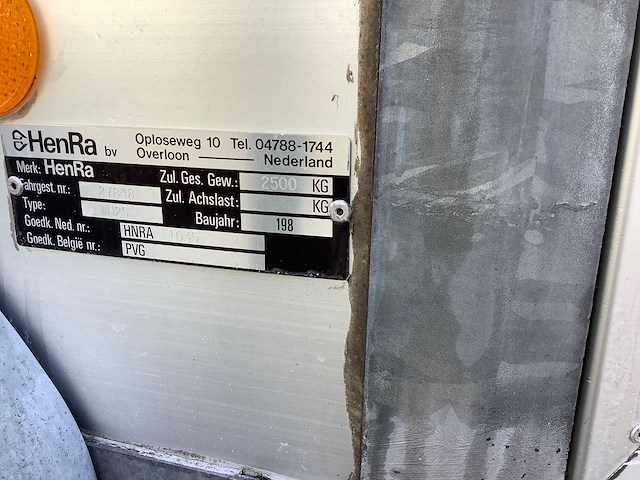 HenRa bv
Oploseweg 10 Tel. 04788-1744
Overloon Nederland
Merk: HenRa
Zul. Ges. Gew.: 2500 KG
Fahrgest. nr.:
Zul. Achslast: KG
Type:
Baujahr: 198
Goedk. Ned. nr.: HNRA
Goedk. België nr.: PVG